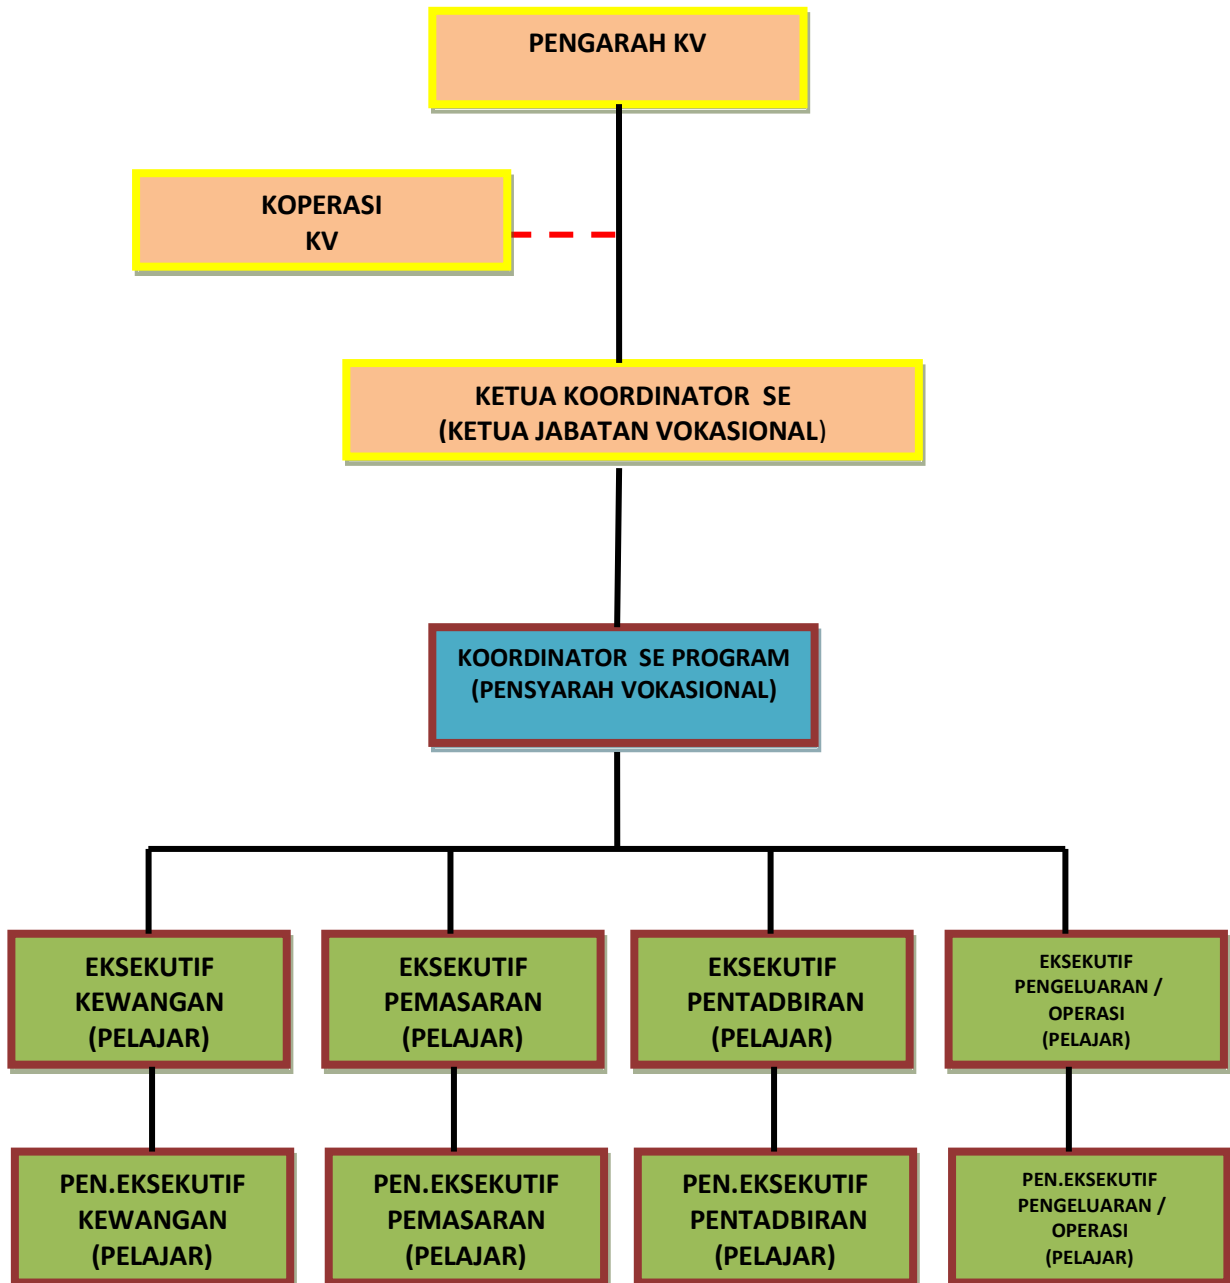 PENGARAH KV
KOPERASI
KV
KETUA KOORDINATOR  SE
(KETUA JABATAN VOKASIONAL)
KOORDINATOR  SE PROGRAM
(PENSYARAH VOKASIONAL)
EKSEKUTIF
KEWANGAN
(PELAJAR)
EKSEKUTIF
PEMASARAN
(PELAJAR)
EKSEKUTIF
PENTADBIRAN
(PELAJAR)
EKSEKUTIF
PENGELUARAN /
OPERASI
(PELAJAR)
PEN.EKSEKUTIF
KEWANGAN
(PELAJAR)
PEN.EKSEKUTIF
PEMASARAN
(PELAJAR)
PEN.EKSEKUTIF
PENTADBIRAN
(PELAJAR)
PEN.EKSEKUTIF
PENGELUARAN /
OPERASI
(PELAJAR)